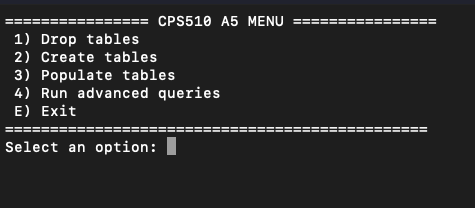 ================ CPS510 A5 MENU ================
1) Drop tables
2) Create tables
3) Populate tables
4) Run advanced queries
E) Exit
===============================================
Select an option: